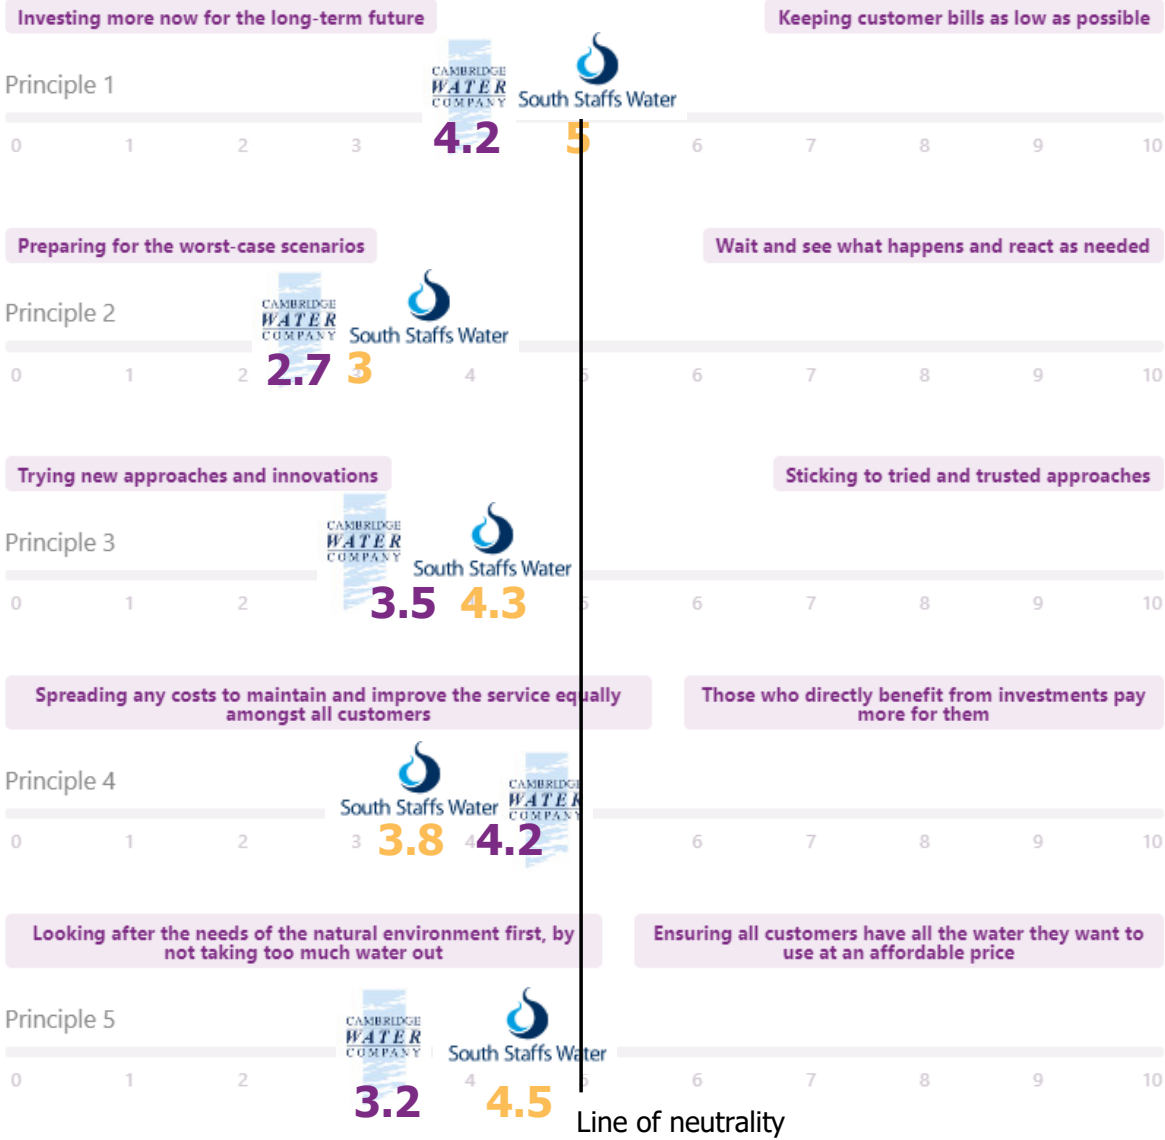 Investing more now for the long-term future Keeping customer bills as low as possible
Principle 1
CAMBRIDGE
WATER
COMPANY
South Staffs Water
4.2 5
0 1 2 3 6 7 8 9 10
Preparing for the worst-case scenarios Wait and see what happens and react as needed
Principle 2
CAMBRIDGE
WATER
COMPANY
South Staffs Water
2.7 3
0 1 2 4 5 6 7 8 9 10
Trying new approaches and innovations Sticking to tried and trusted approaches
Principle 3
CAMBRIDGE
WATER
COMPANY
South Staffs Water
3.5 4.3
0 1 2 5 6 7 8 9 10
Spreading any costs to maintain and improve the service equally
amongst all customers
Those who directly benefit from investments pay
more for them
Principle 4
South Staffs Water
CAMBRIDGE
WATER
COMPANY
3.8 4.2
0 1 2 3 4 6 7 8 9 10
Looking after the needs of the natural environment first, by
not taking too much water out
Ensuring all customers have all the water they want to
use at an affordable price
Principle 5
CAMBRIDGE
WATER
COMPANY
South Staffs Water
3.2 4.5
0 1 2 4 5 6 7 8 9 10
Line of neutrality